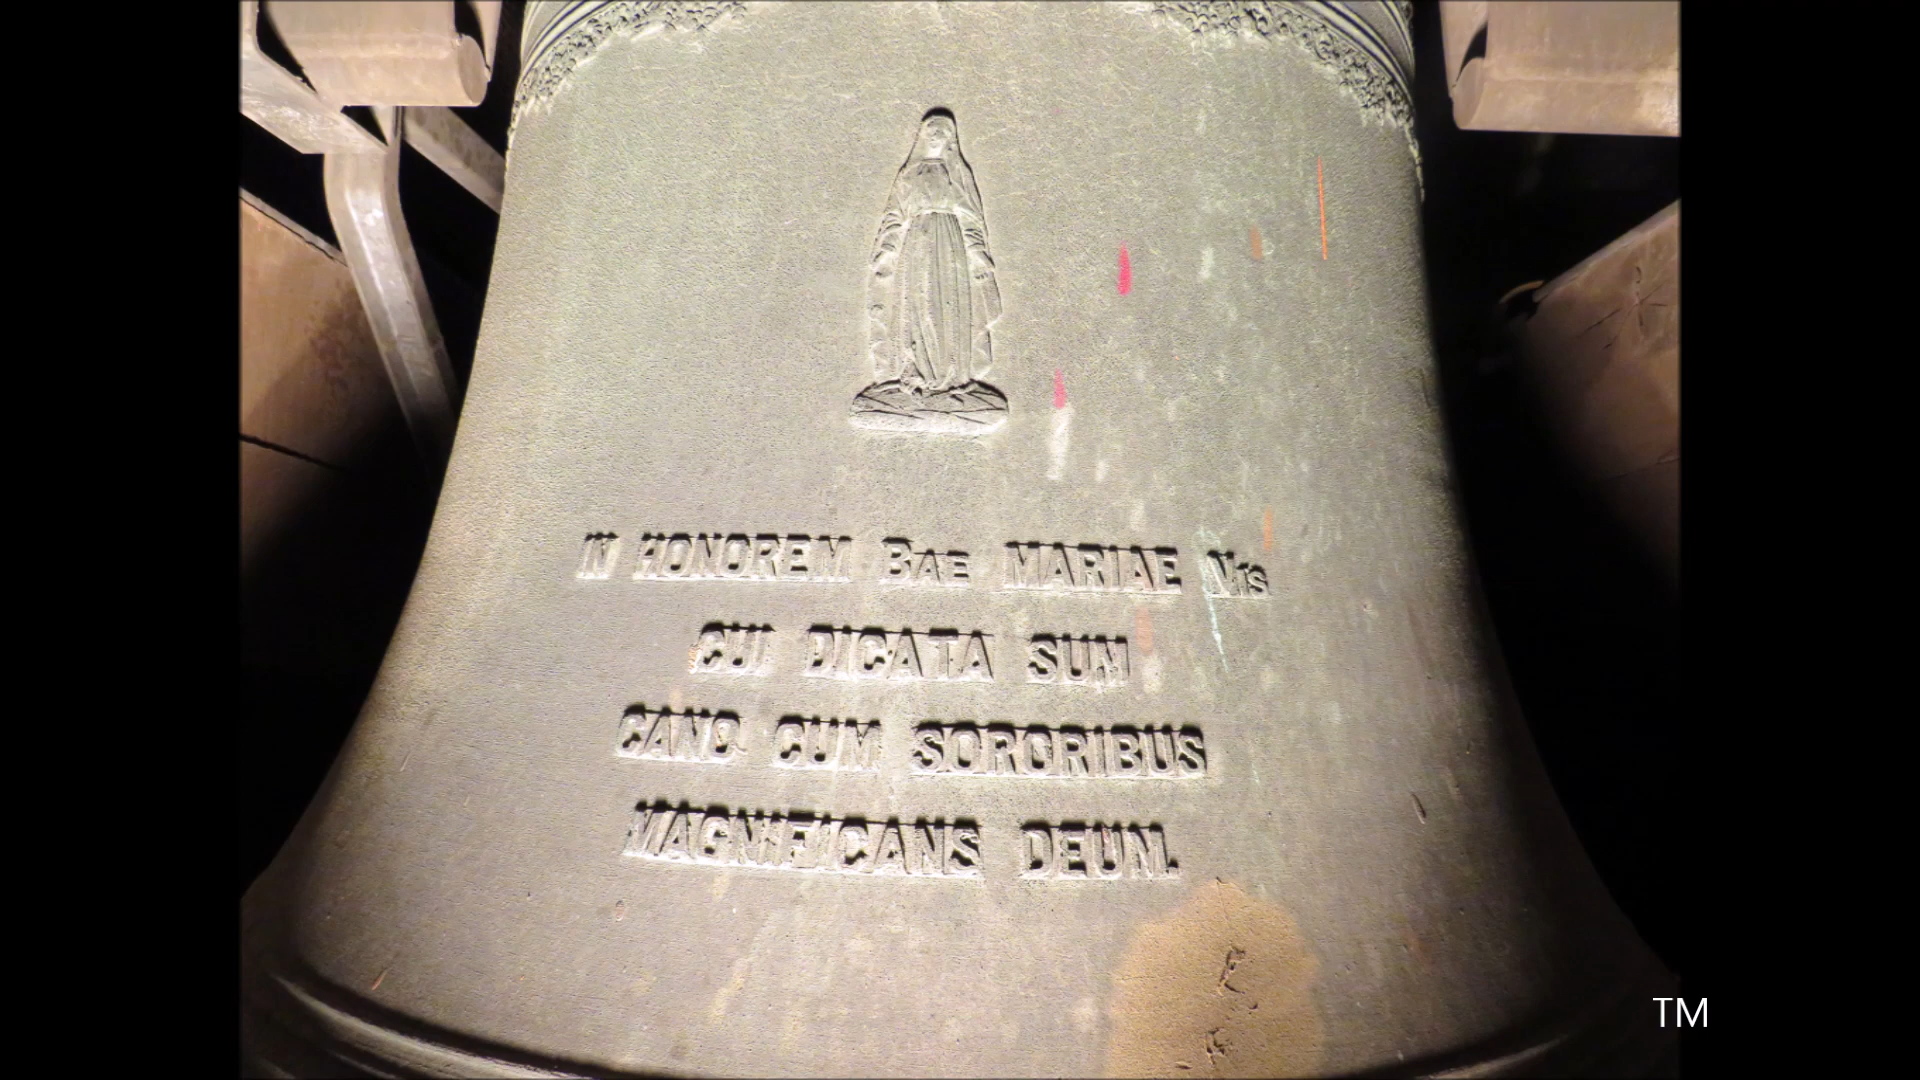 IN HONOREM BAE MARIAE VIS
CUI DICATA SUM
CANO CUM SORORIBUS
MAGNIFICANS DEUM.
TM